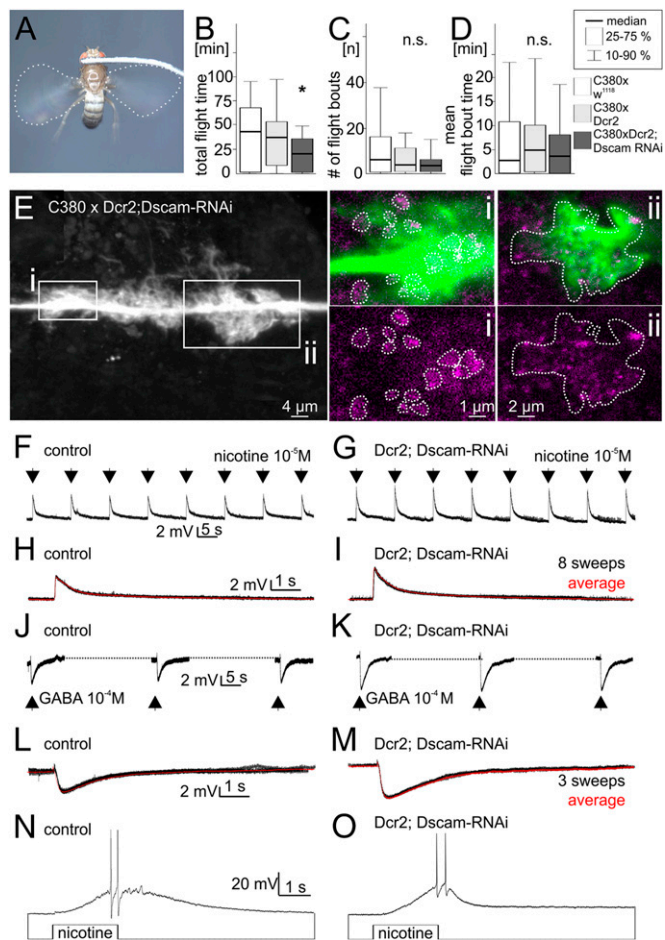 A
B
[min]
total flight time
100
75
50
25
0
*
C
[n]
# of flight bouts
40
20
0
n.s.
D
[min]
mean
flight bout time
25
20
15
10
5
0
n.s.
median
25-75 %
10-90 %
C380x
w1118
C380x
Dcr2
C380xDcr2;
Dscam RNAi
E
C380 x Dcr2;Dscam-RNAi
i
ii
4 µm
i
ii
i
1 µm
ii
2 µm
F
control
nicotine 10-5M
2 mV
5 s
G
Dcr2; Dscam-RNAi
nicotine 10-5M
H
control
2 mV
1 s
I
Dcr2; Dscam-RNAi
8 sweeps
average
J
control
2 mV
5 s
GABA 10-4M
K
Dcr2; Dscam-RNAi
GABA 10-4M
L
control
2 mV
1 s
M
Dcr2; Dscam-RNAi
3 sweeps
average
N
control
20 mV
1 s
nicotine
O
Dcr2; Dscam-RNAi
nicotine